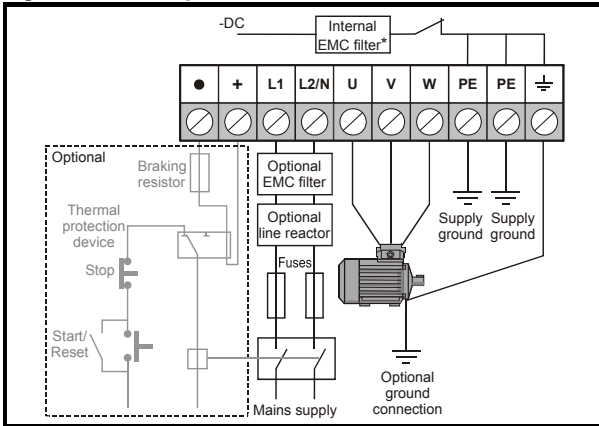 -DC
Internal
EMC filter*
● + L1 L2/N U V W PE PE
Optional
Braking
resistor
Optional
EMC filter
Thermal
protection
device
Optional
line reactor
Supply
ground
Supply
ground
Stop
Fuses
Start/
Reset
Optional
ground
connection
Mains supply